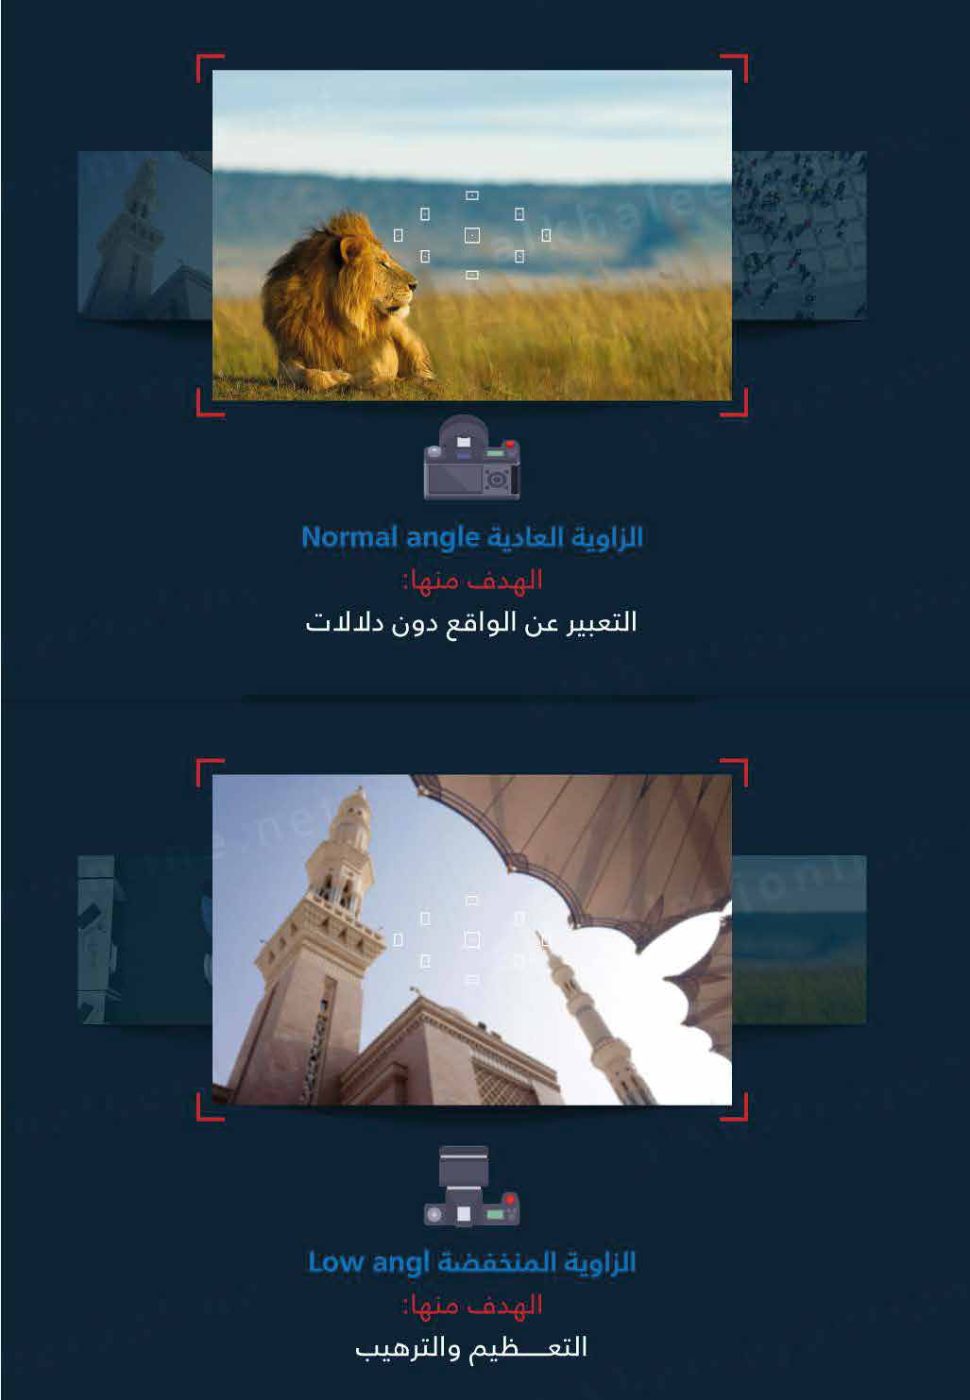 الزاوية العادية Normal angle
الهدف منها:
التعبير عن الواقع دون دلالات
الزاوية المنخفضة Low angl
الهدف منها:
التعـــظيم والترهيب